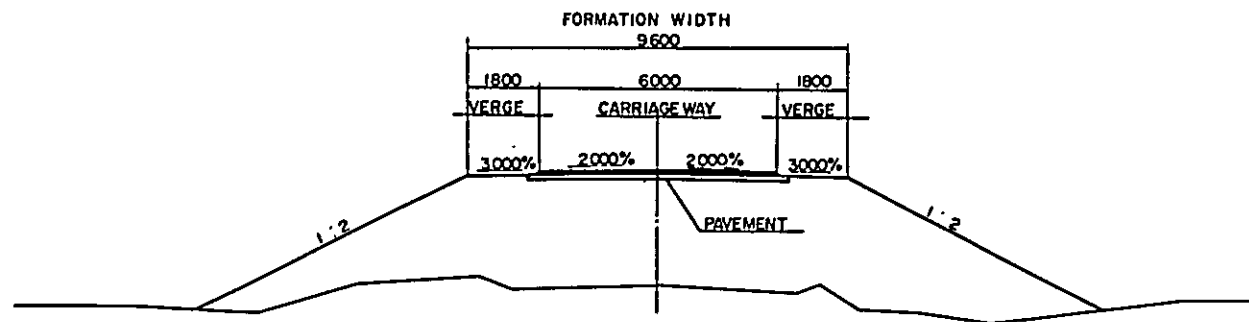 FORMATION WIDTH
9600
1800 6000 1800
VERGE CARRIAGE WAY VERGE
3000% 2000% 2000% 3000%
1:2 1:2
PAVEMENT